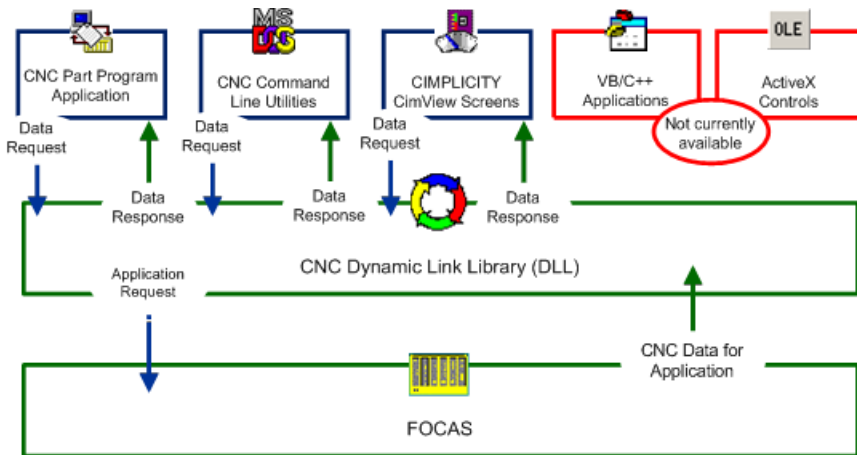 MS
DOS
OLE
CNC Part Program
Application
CNC Command
Line Utilities
CIMPLICITY
CimView Screens
VB/C++
Applications
ActiveX
Controls
Not currently
available
Data
Request
Data
Request
Data
Request
Data
Response
Data
Response
Data
Response
CNC Dynamic Link Library (DLL)
Application
Request
CNC Data for
Application
FOCAS